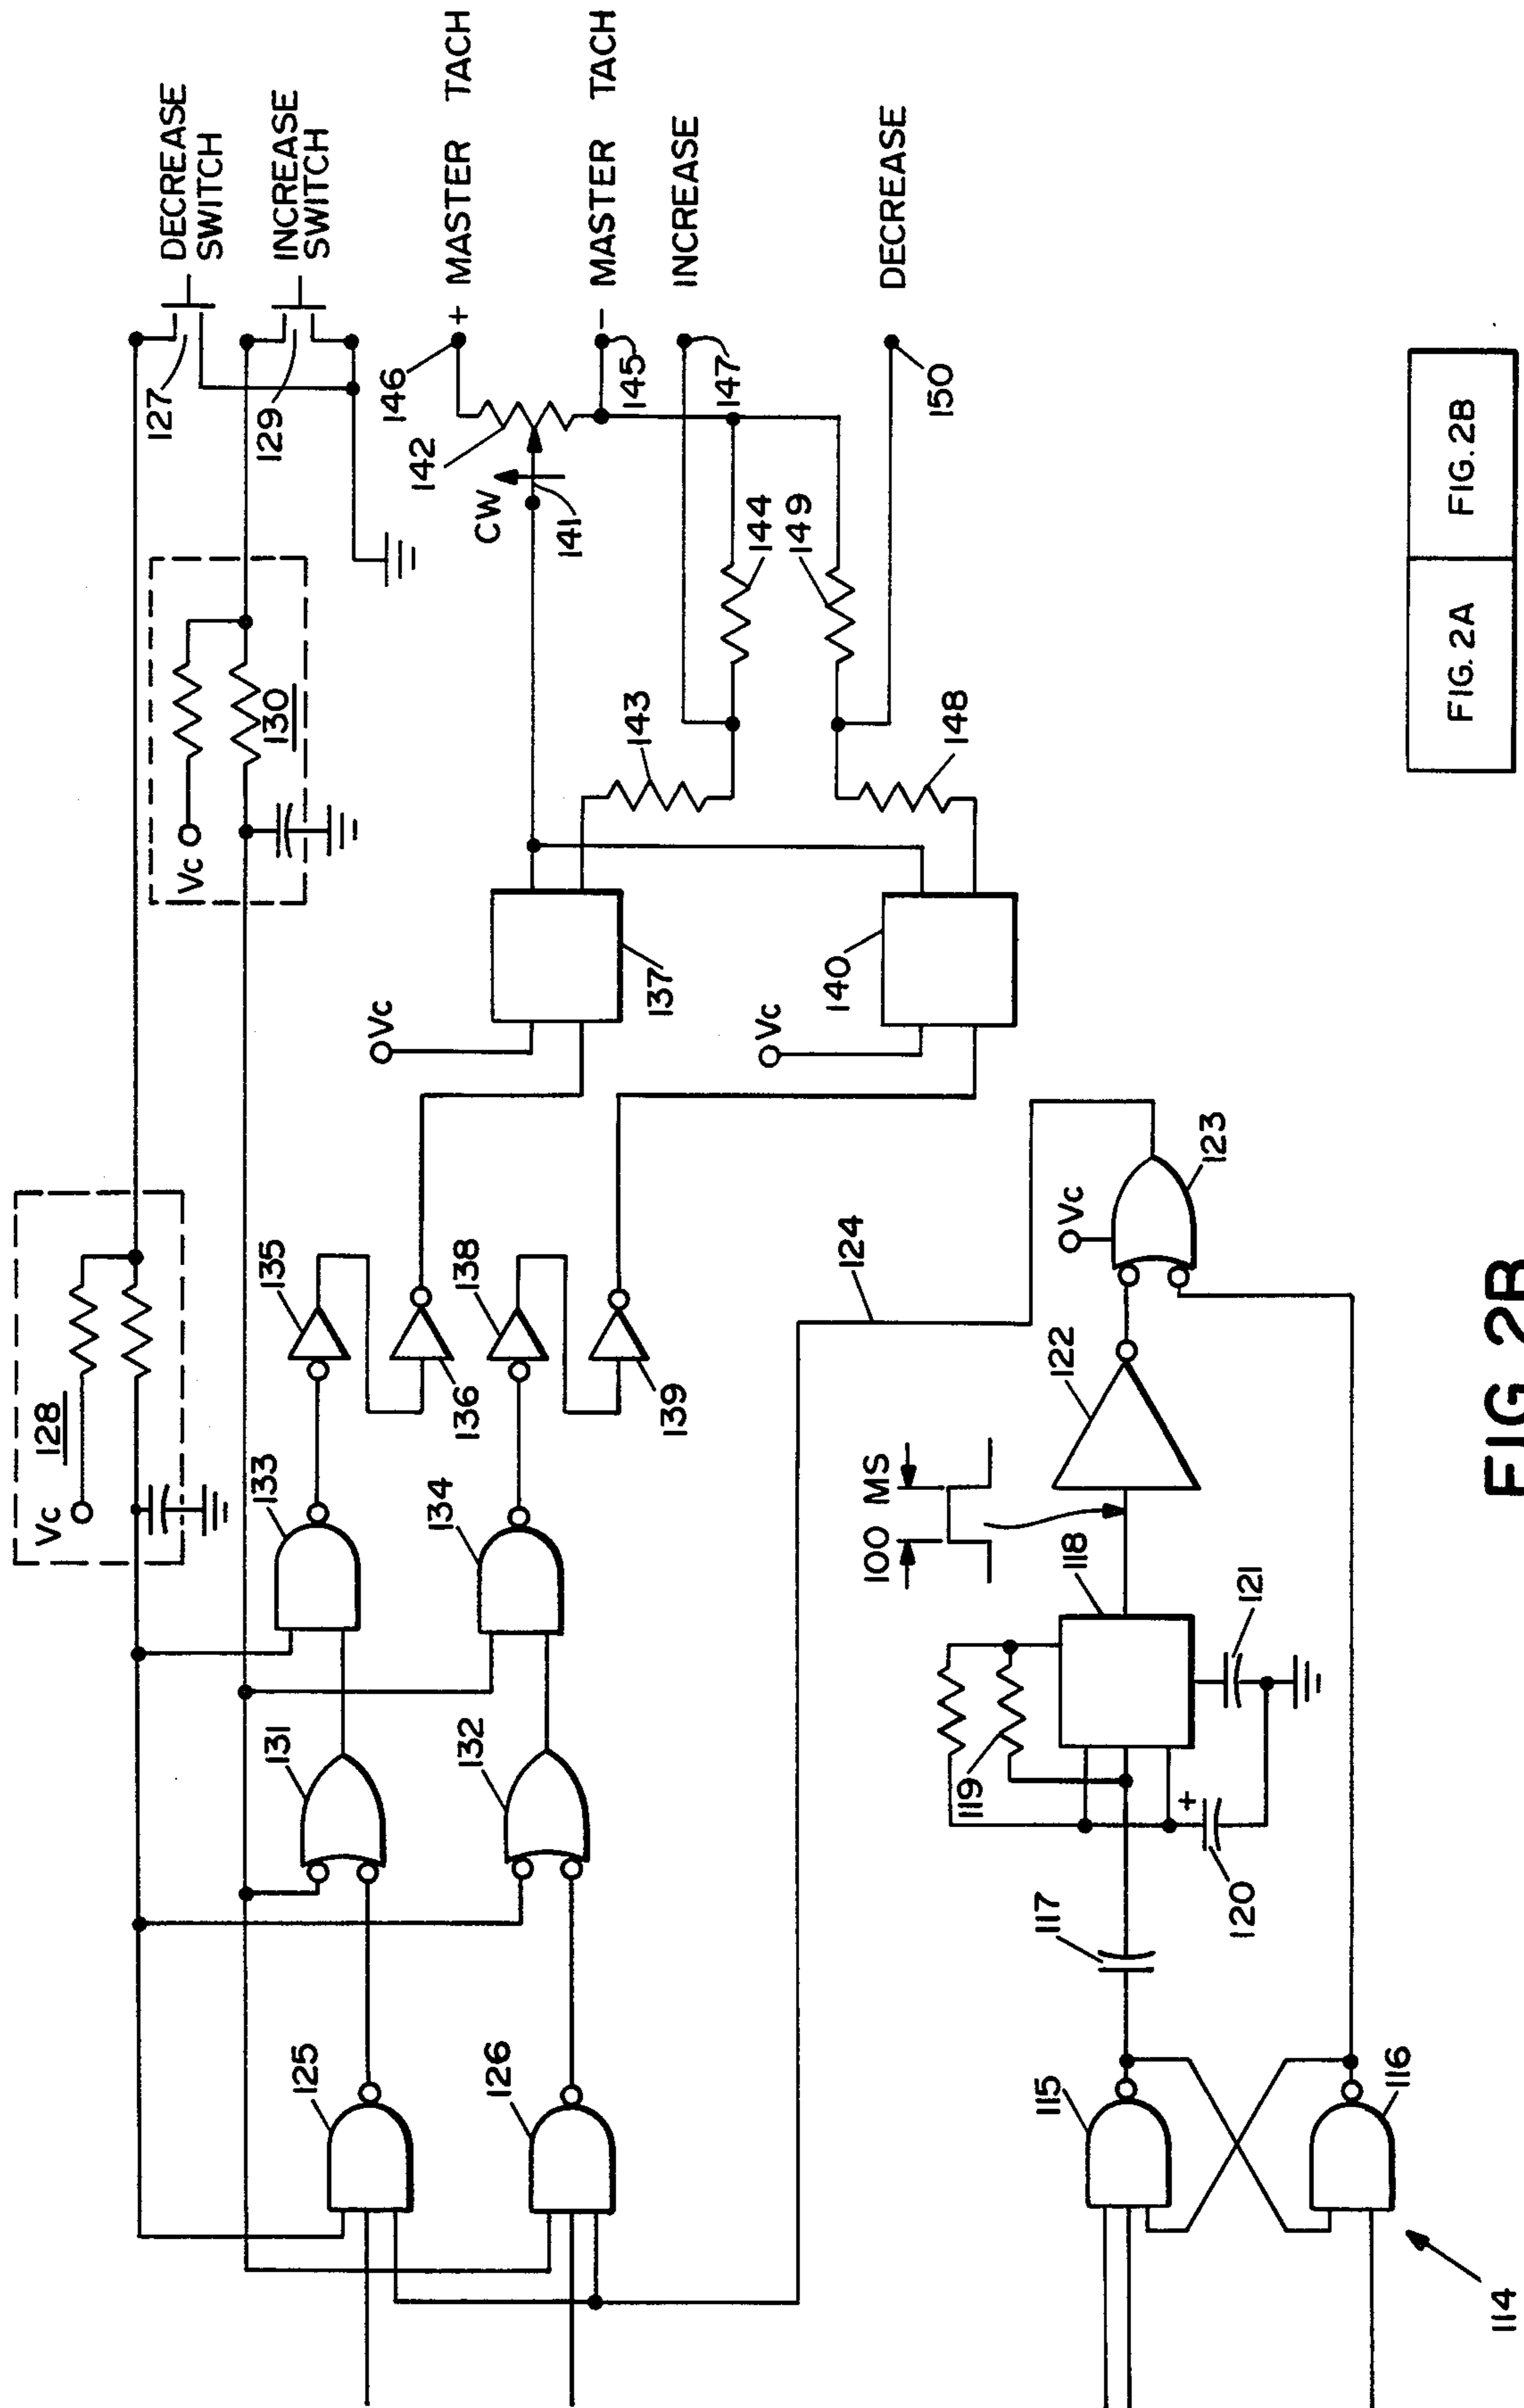 128
Vc
DECREASE
SWITCH
127
INCREASE
SWITCH
129
Vc
130
133
134
135
136
138
139
131
132
125
126
Vc
137
Vc
140
146
+ MASTER TACH
142
CW
141
- MASTER TACH
145
INCREASE
147
143
144
149
148
DECREASE
150
124
Vc
123
122
100 MS
118
119
121
120
117
115
116
114
FIG. 2A
FIG. 2B
FIG. 2B